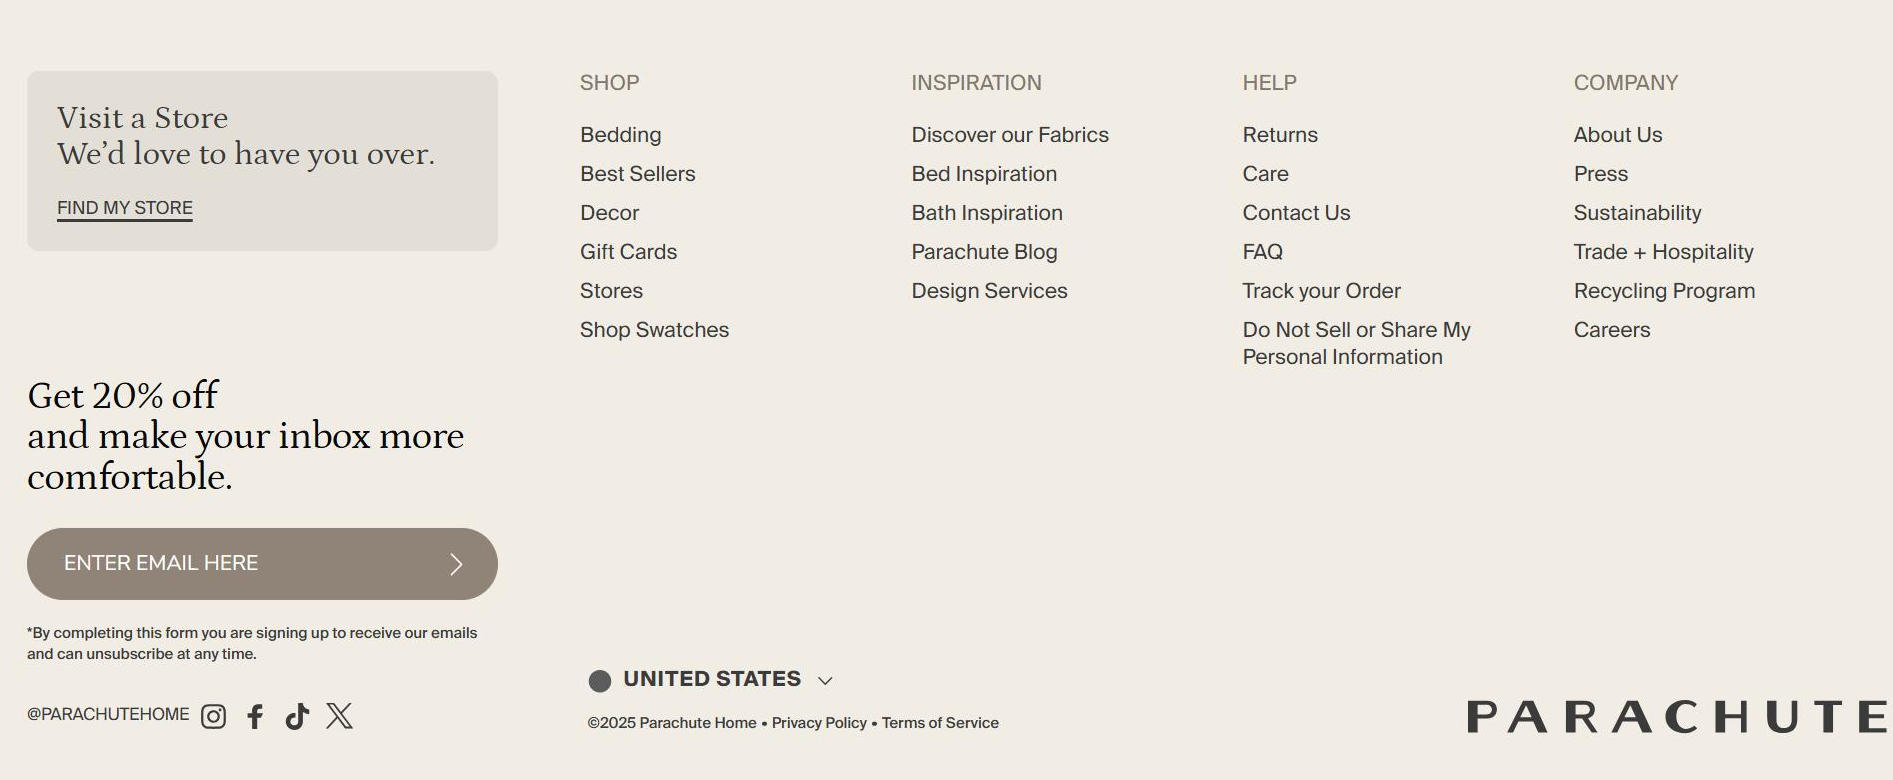 Visit a Store
We’d love to have you over.
FIND MY STORE
Get 20% off
and make your inbox more
comfortable.
ENTER EMAIL HERE
*By completing this form you are signing up to receive our emails
and can unsubscribe at any time.
@PARACHUTEHOME
SHOP
Bedding
Best Sellers
Decor
Gift Cards
Stores
Shop Swatches
INSPIRATION
Discover our Fabrics
Bed Inspiration
Bath Inspiration
Parachute Blog
Design Services
HELP
Returns
Care
Contact Us
FAQ
Track your Order
Do Not Sell or Share My
Personal Information
COMPANY
About Us
Press
Sustainability
Trade + Hospitality
Recycling Program
Careers
UNITED STATES
©2025 Parachute Home • Privacy Policy • Terms of Service
PARACHUTE